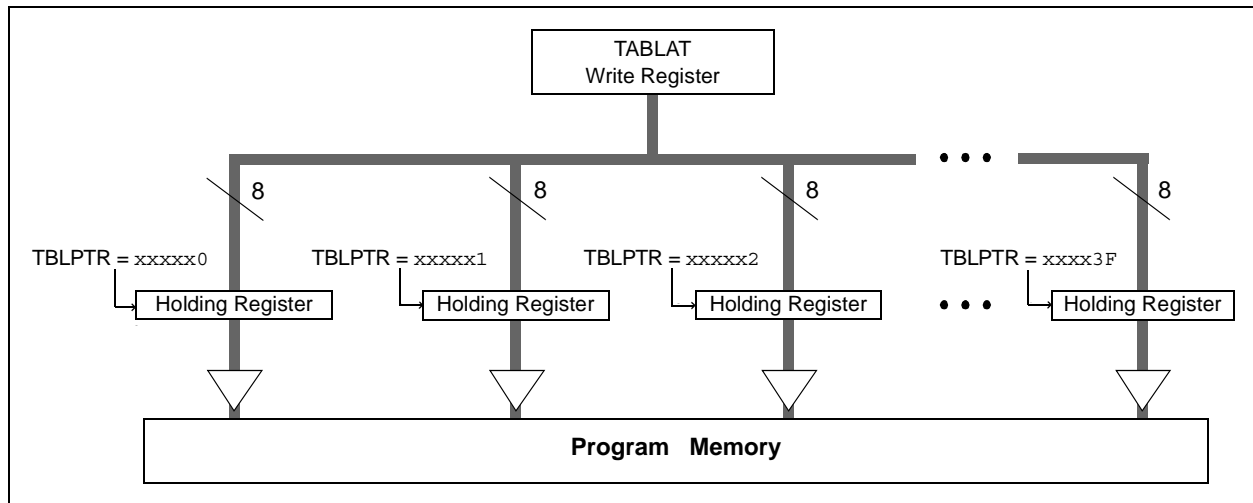 TABLAT
Write Register
• • •
8 8 8 8
TBLPTR = xxxxx0 TBLPTR = xxxxx1 TBLPTR = xxxxx2 TBLPTR = xxxx3F
Holding Register Holding Register Holding Register • • • Holding Register
Program Memory